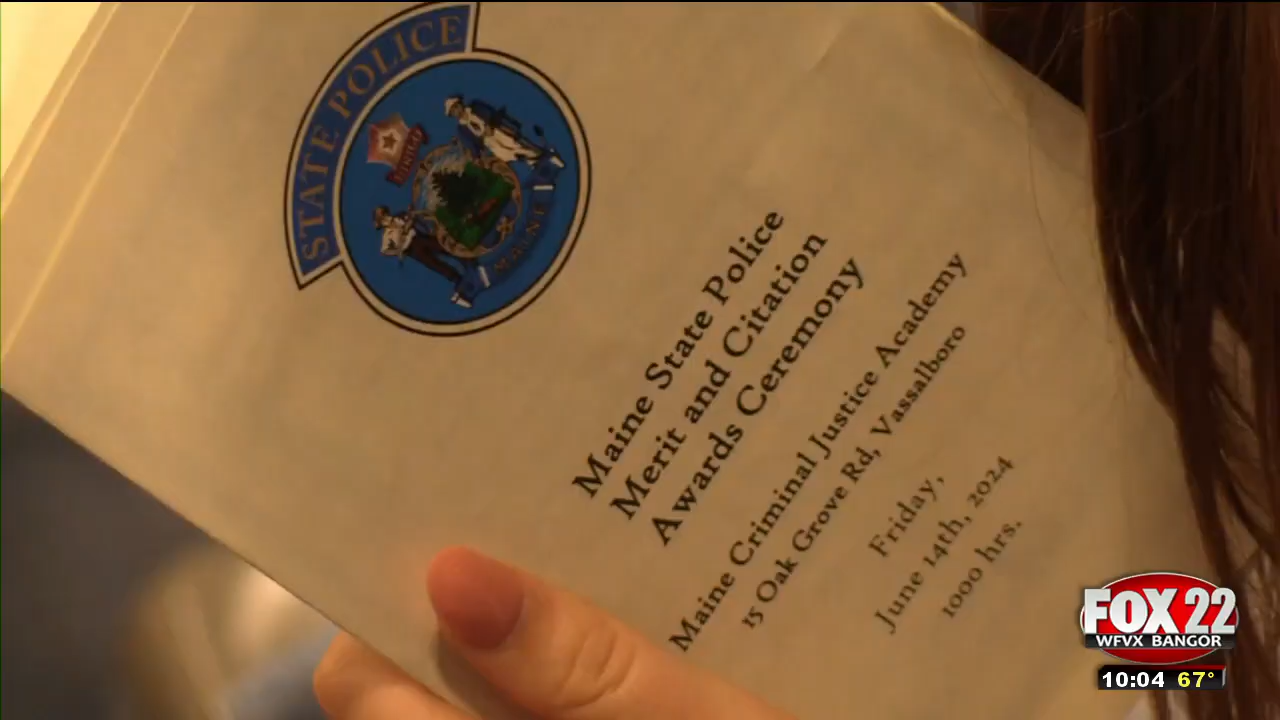 STATE POLICE
DIRIGO
MAINE
Maine State Police
Merit and Citation
Awards Ceremony
Maine Criminal Justice Academy
15 Oak Grove Rd, Vassalboro
Friday,
June 14th, 2024
1000 hrs.
FOX 22
WFVX BANGOR
10:04 67°